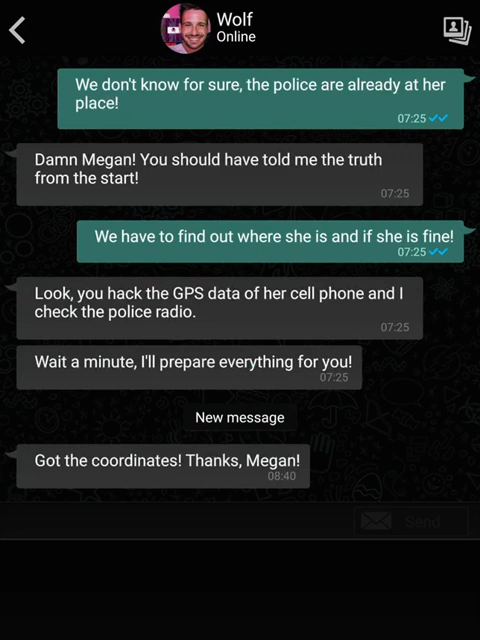 Wolf
Online
We don't know for sure, the police are already at her
place!
07:25
Damn Megan! You should have told me the truth
from the start!
07:25
We have to find out where she is and if she is fine!
07:25
Look, you hack the GPS data of her cell phone and I
check the police radio.
07:25
Wait a minute, I'll prepare everything for you!
07:25
New message
Got the coordinates! Thanks, Megan!
08:40
Send